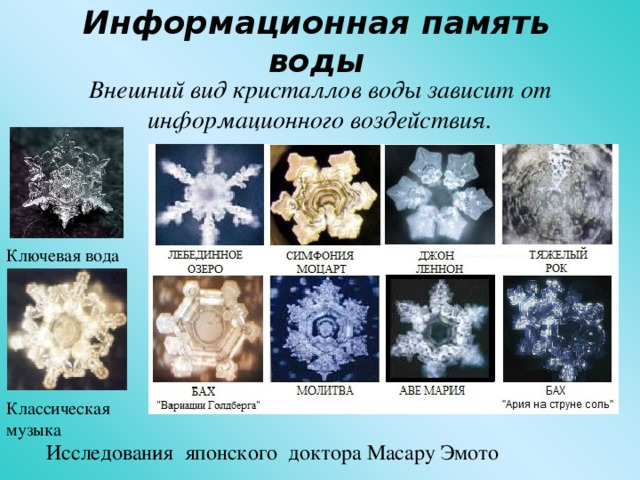 Информационная память
воды
Внешний вид кристаллов воды зависит от
информационного воздействия.
Ключевая вода
ЛЕБЕДИННОЕ
ОЗЕРО
СИМФОНИЯ
МОЦАРТ
ДЖОН
ЛЕННОН
ТЯЖЕЛЫЙ
РОК
Классическая
музыка
БАХ
"Вариации Голдберга"
МОЛИТВА
АВЕ МАРИЯ
БАХ
"Ария на струне соль"
Исследования японского доктора Масару Эмото